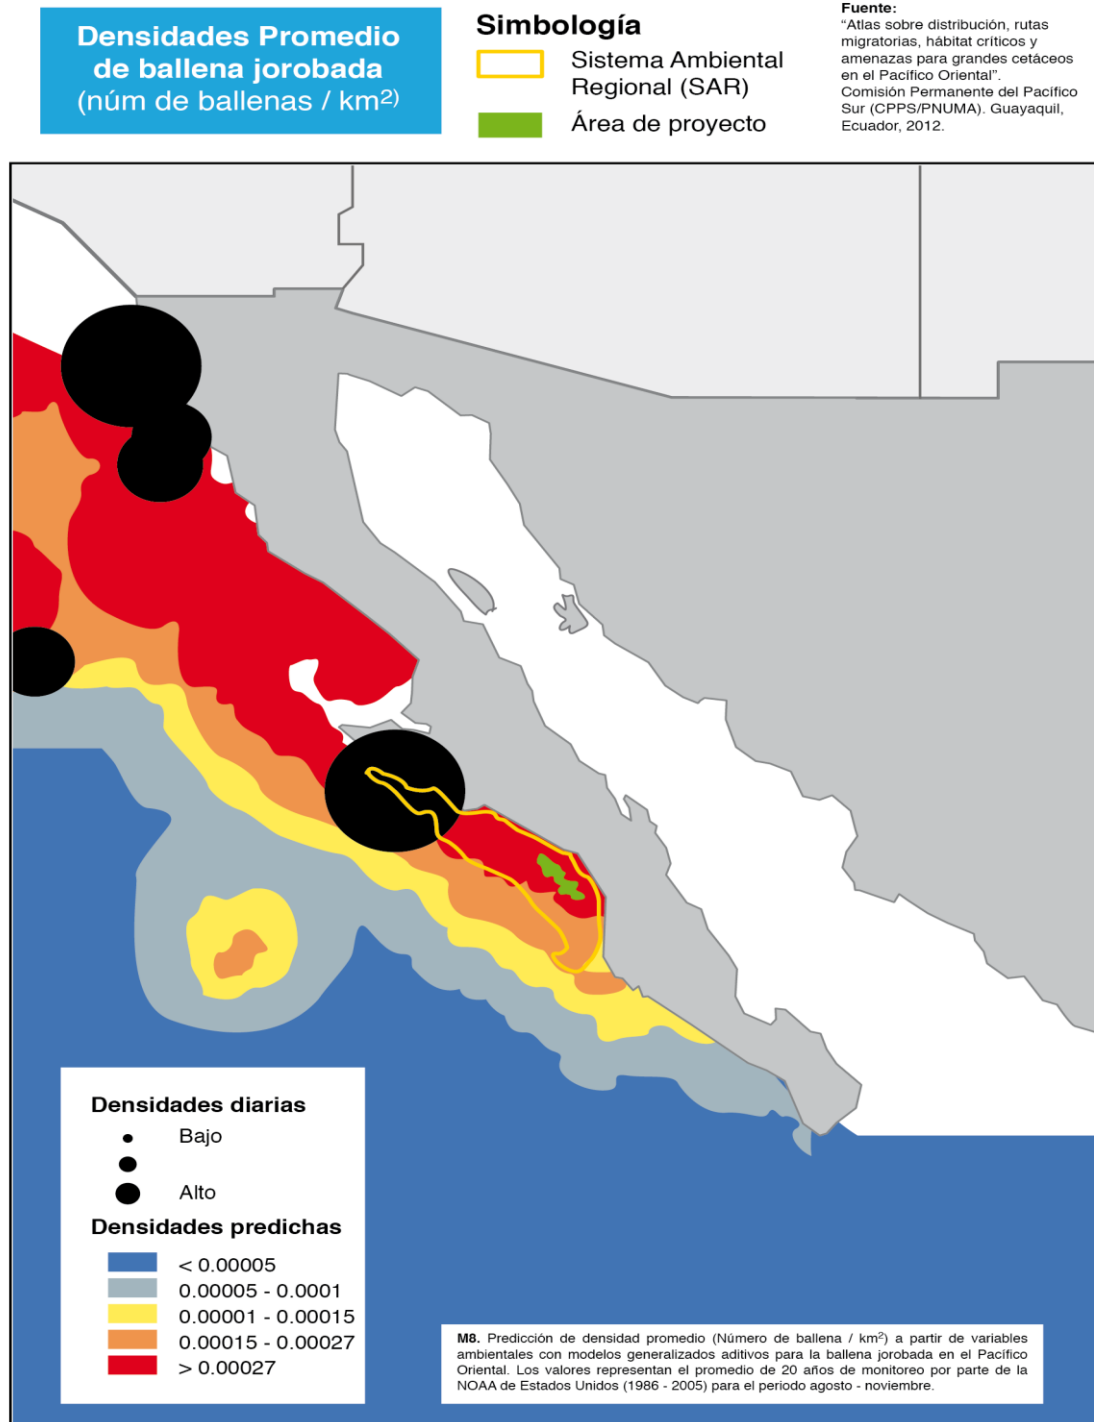 Densidades Promedio
de ballena jorobada
(núm de ballenas / km²)
Simbología
Sistema Ambiental
Regional (SAR)
Área de proyecto
Fuente:
“Atlas sobre distribución, rutas
migratorias, hábitat críticos y
amenazas para grandes cetáceos
en el Pacífico Oriental”.
Comisión Permanente del Pacífico
Sur (CPPS/PNUMA). Guayaquil,
Ecuador, 2012.
Densidades diarias
Bajo
Alto
Densidades predichas
< 0.00005
0.00005 - 0.0001
0.00001 - 0.00015
0.00015 - 0.00027
> 0.00027
M8. Predicción de densidad promedio (Número de ballena / km²) a partir de variables
ambientales con modelos generalizados aditivos para la ballena jorobada en el Pacífico
Oriental. Los valores representan el promedio de 20 años de monitoreo por parte de la
NOAA de Estados Unidos (1986 - 2005) para el periodo agosto - noviembre.